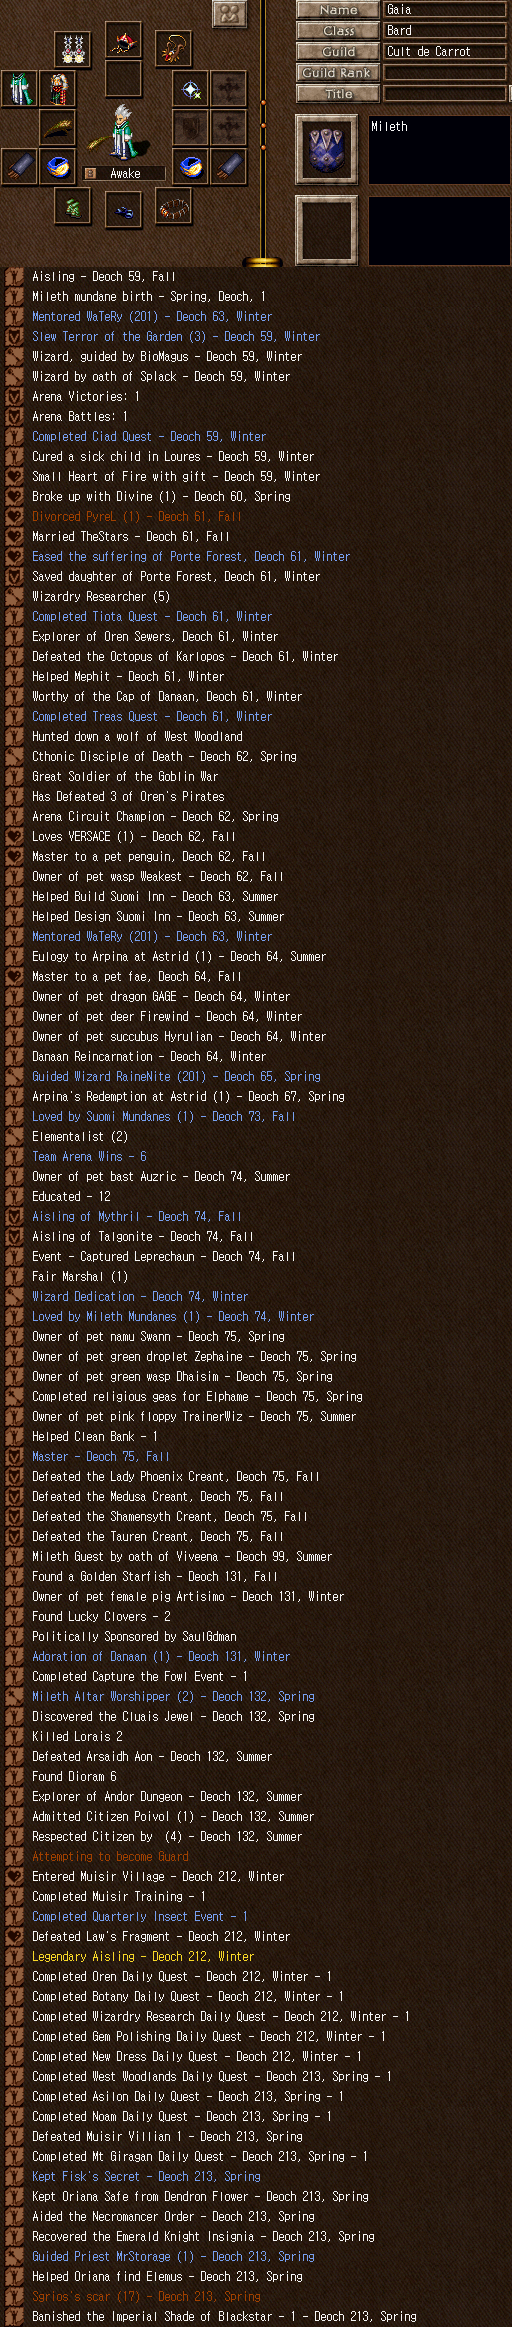 Name Gaia
Class Bard
Guild Cult de Carrot
Guild Rank
Title
Mileth
Awake
Aisling - Deoch 59, Fall
Mileth mundane birth - Spring, Deoch, 1
Mentored WaTeRy (201) - Deoch 63, Winter
Slew Terror of the Garden (3) - Deoch 59, Winter
Wizard, guided by BioMagus - Deoch 59, Winter
Wizard by oath of Splack - Deoch 59, Winter
Arena Victories: 1
Arena Battles: 1
Completed Ciad Quest - Deoch 59, Winter
Cured a sick child in Loures - Deoch 59, Winter
Small Heart of Fire with gift - Deoch 59, Winter
Broke up with Divine (1) - Deoch 60, Spring
Divorced PyreL (1) - Deoch 61, Fall
Married TheStars - Deoch 61, Fall
Eased the suffering of Porte Forest, Deoch 61, Winter
Saved daughter of Porte Forest, Deoch 61, Winter
Wizardry Researcher (5)
Completed Tiota Quest - Deoch 61, Winter
Explorer of Oren Sewers, Deoch 61, Winter
Defeated the Octopus of Karlopos - Deoch 61, Winter
Helped Mephit - Deoch 61, Winter
Worthy of the Cap of Danaan, Deoch 61, Winter
Completed Treas Quest - Deoch 61, Winter
Hunted down a wolf of West Woodland
Cthonic Disciple of Death - Deoch 62, Spring
Great Soldier of the Goblin War
Has Defeated 3 of Oren's Pirates
Arena Circuit Champion - Deoch 62, Spring
Loves VERSACE (1) - Deoch 62, Fall
Master to a pet penguin, Deoch 62, Fall
Owner of pet wasp Weakest - Deoch 62, Fall
Helped Build Suomi Inn - Deoch 63, Summer
Helped Design Suomi Inn - Deoch 63, Summer
Mentored WaTeRy (201) - Deoch 63, Winter
Eulogy to Arpina at Astrid (1) - Deoch 64, Summer
Master to a pet fae, Deoch 64, Fall
Owner of pet dragon GAGE - Deoch 64, Winter
Owner of pet deer Firewind - Deoch 64, Winter
Owner of pet succubus Hyrulian - Deoch 64, Winter
Danaan Reincarnation - Deoch 64, Winter
Guided Wizard RaineNite (201) - Deoch 65, Spring
Arpina's Redemption at Astrid (1) - Deoch 67, Spring
Loved by Suomi Mundanes (1) - Deoch 73, Fall
Elementalist (2)
Team Arena Wins - 6
Owner of pet bast Auzric - Deoch 74, Summer
Educated - 12
Aisling of Mythril - Deoch 74, Fall
Aisling of Talgonite - Deoch 74, Fall
Event - Captured Leprechaun - Deoch 74, Fall
Fair Marshal (1)
Wizard Dedication - Deoch 74, Winter
Loved by Mileth Mundanes (1) - Deoch 74, Winter
Owner of pet namu Swann - Deoch 75, Spring
Owner of pet green droplet Zephaine - Deoch 75, Spring
Owner of pet green wasp Dhaisim - Deoch 75, Spring
Completed religious geas for Elphame - Deoch 75, Spring
Owner of pet pink floppy TrainerWiz - Deoch 75, Summer
Helped Clean Bank - 1
Master - Deoch 75, Fall
Defeated the Lady Phoenix Creant, Deoch 75, Fall
Defeated the Medusa Creant, Deoch 75, Fall
Defeated the Shamensyth Creant, Deoch 75, Fall
Defeated the Tauren Creant, Deoch 75, Fall
Mileth Guest by oath of Viveena - Deoch 99, Summer
Found a Golden Starfish - Deoch 131, Fall
Owner of pet female pig Artisimo - Deoch 131, Winter
Found Lucky Clovers - 2
Politically Sponsored by SaulGdman
Adoration of Danaan (1) - Deoch 131, Winter
Completed Capture the Fowl Event - 1
Mileth Altar Worshipper (2) - Deoch 132, Spring
Discovered the Cluais Jewel - Deoch 132, Spring
Killed Lorais 2
Defeated Arsaidh Aon - Deoch 132, Summer
Found Dioram 6
Explorer of Andor Dungeon - Deoch 132, Summer
Admitted Citizen Poivol (1) - Deoch 132, Summer
Respected Citizen by  (4) - Deoch 132, Summer
Attempting to become Guard
Entered Muisir Village - Deoch 212, Winter
Completed Muisir Training - 1
Completed Quarterly Insect Event - 1
Defeated Law's Fragment - Deoch 212, Winter
Legendary Aisling - Deoch 212, Winter
Completed Oren Daily Quest - Deoch 212, Winter - 1
Completed Botany Daily Quest - Deoch 212, Winter - 1
Completed Wizardry Research Daily Quest - Deoch 212, Winter - 1
Completed Gem Polishing Daily Quest - Deoch 212, Winter - 1
Completed New Dress Daily Quest - Deoch 212, Winter - 1
Completed West Woodlands Daily Quest - Deoch 213, Spring - 1
Completed Asilon Daily Quest - Deoch 213, Spring - 1
Completed Noam Daily Quest - Deoch 213, Spring - 1
Defeated Muisir Villian 1 - Deoch 213, Spring
Completed Mt Giragan Daily Quest - Deoch 213, Spring - 1
Kept Fisk's Secret - Deoch 213, Spring
Kept Oriana Safe from Dendron Flower - Deoch 213, Spring
Aided the Necromancer Order - Deoch 213, Spring
Recovered the Emerald Knight Insignia - Deoch 213, Spring
Guided Priest MrStorage (1) - Deoch 213, Spring
Helped Oriana find Elemus - Deoch 213, Spring
Sgrios's scar (17) - Deoch 213, Spring
Banished the Imperial Shade of Blackstar - 1 - Deoch 213, Spring